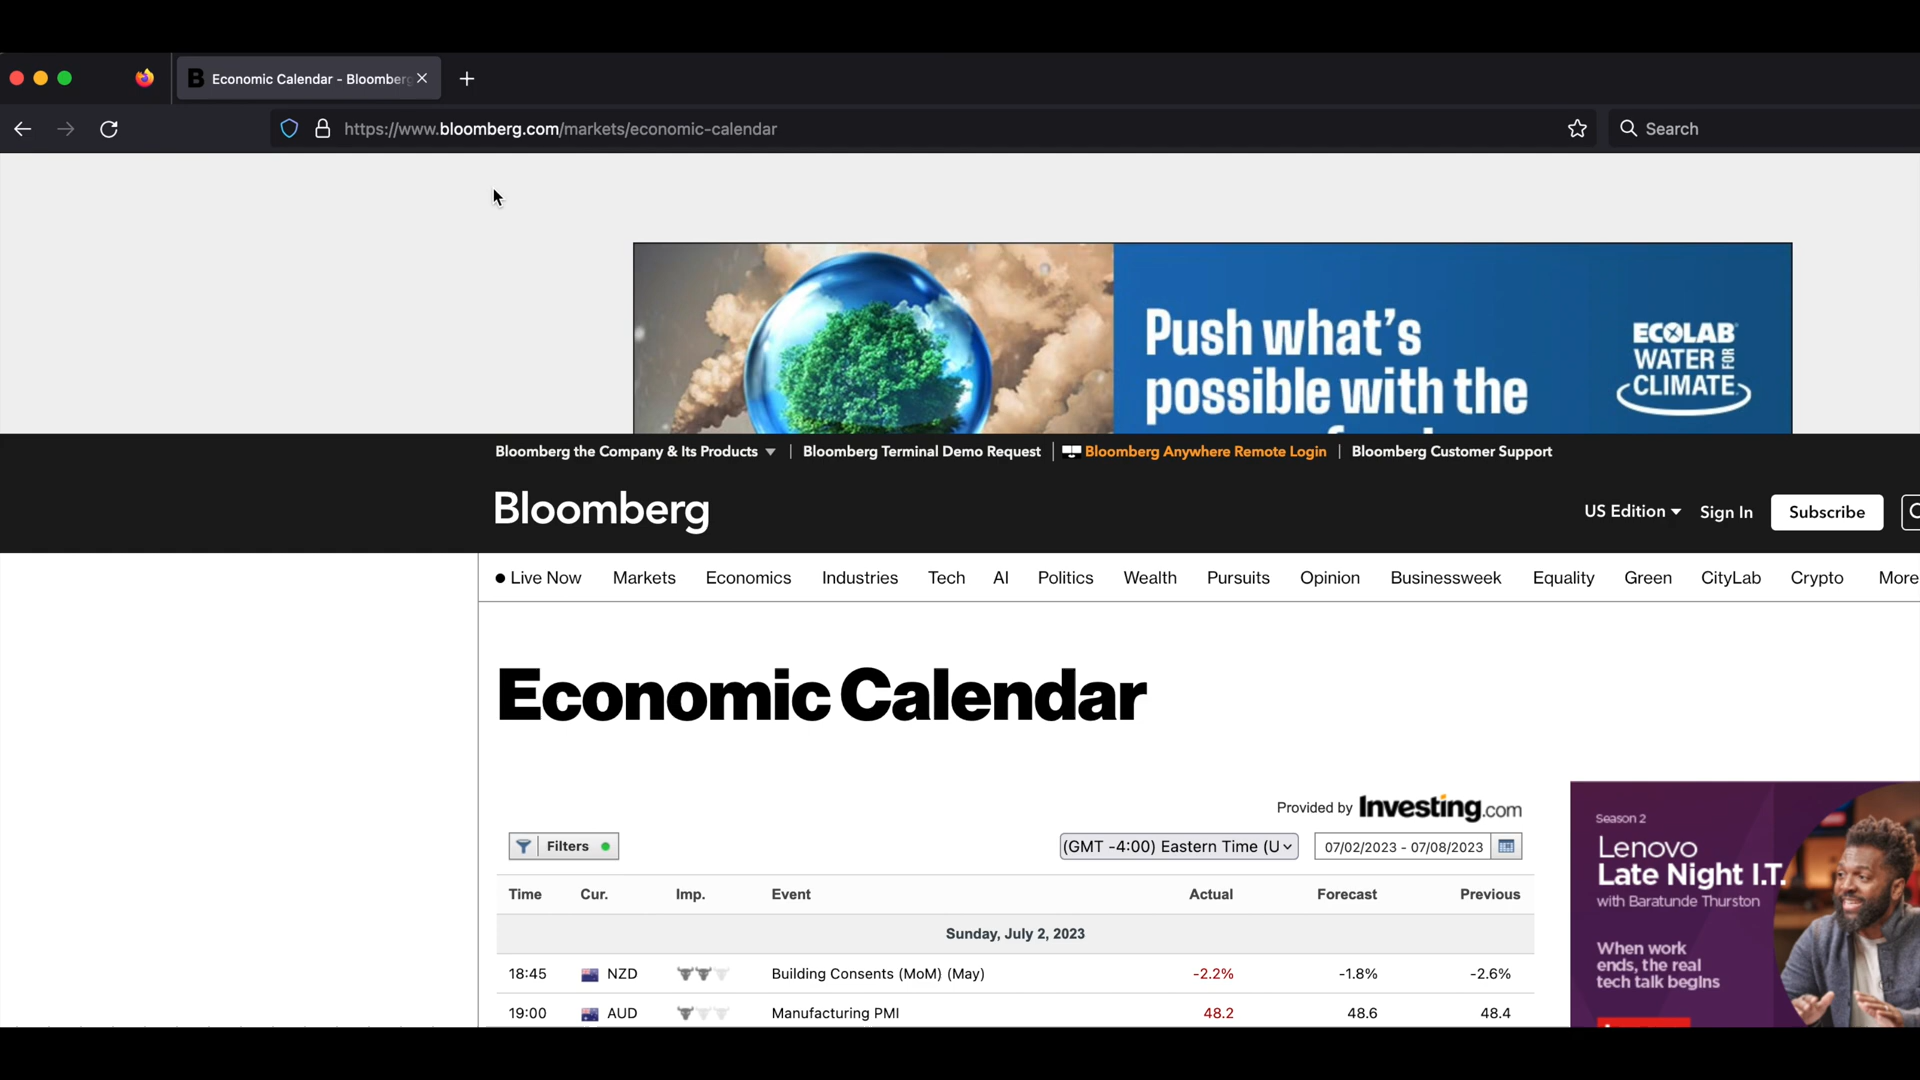 Economic Calendar - Bloomberg
https://www.bloomberg.com/markets/economic-calendar
Search
Push what's
possible with the
ECOLAB
WATER FOR
CLIMATE
Bloomberg the Company & Its Products
Bloomberg Terminal Demo Request
Bloomberg Anywhere Remote Login
Bloomberg Customer Support
Bloomberg
US Edition
Sign In
Subscribe
Live Now Markets Economics Industries Tech AI Politics Wealth Pursuits Opinion Businessweek Equality Green CityLab Crypto More
Economic Calendar
Provided by Investing.com
Filters
(GMT -4:00) Eastern Time (U
07/02/2023 - 07/08/2023
Time Cur. Imp. Event Actual Forecast Previous
Sunday, July 2, 2023
18:45 NZD Building Consents (MoM) (May) -2.2% -1.8% -2.6%
19:00 AUD Manufacturing PMI 48.2 48.6 48.4
Season 2
Lenovo
Late Night I.T.
with Baratunde Thurston
When work
ends, the real
tech talk begins